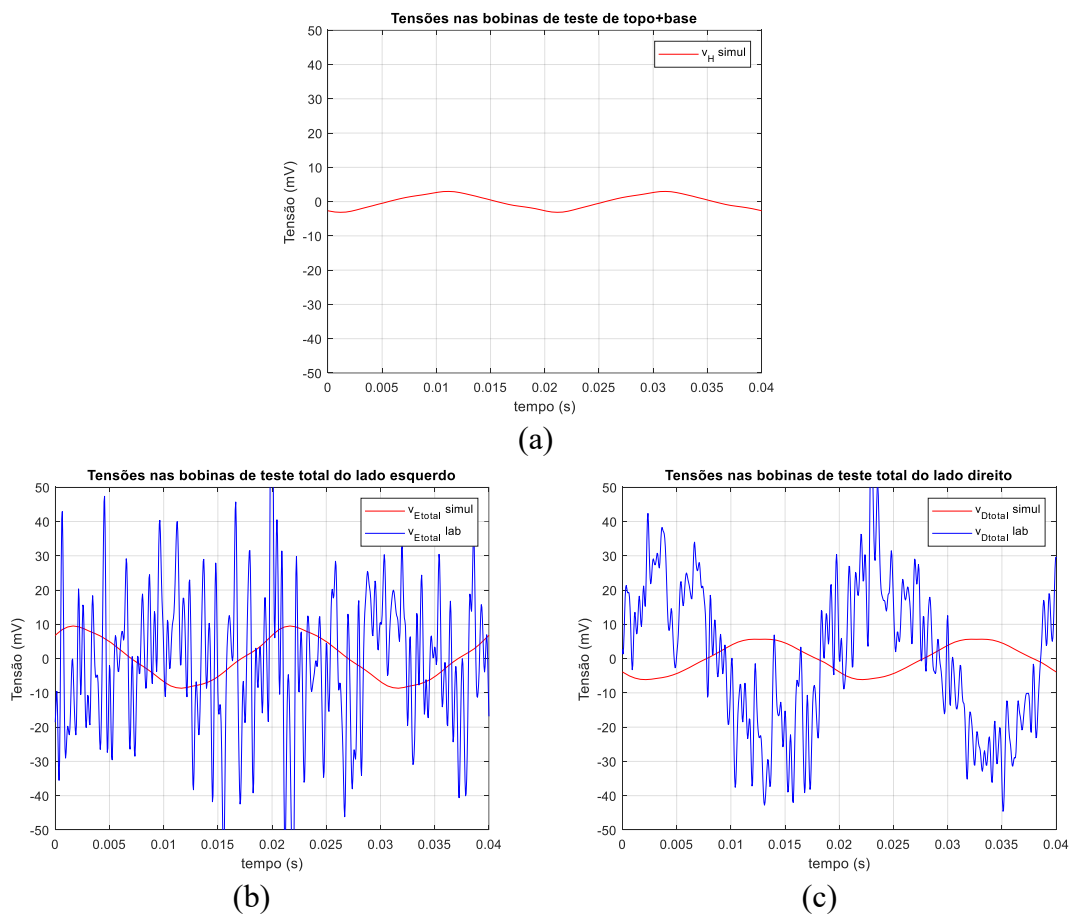 Tensões nas bobinas de teste de topo+base
50
40
30
20
10
0
-10
-20
-30
-40
-50
Tensão (mV)
v_H simul
0 0.005 0.01 0.015 0.02 0.025 0.03 0.035 0.04
tempo (s)
(a)
Tensões nas bobinas de teste total do lado esquerdo
50
40
30
20
10
0
-10
-20
-30
-40
-50
Tensão (mV)
v_Etotal simul
v_Etotal lab
0 0.005 0.01 0.015 0.02 0.025 0.03 0.035 0.04
tempo (s)
(b)
Tensões nas bobinas de teste total do lado direito
50
40
30
20
10
0
-10
-20
-30
-40
-50
Tensão (mV)
v_Dtotal simul
v_Dtotal lab
0 0.005 0.01 0.015 0.02 0.025 0.03 0.035 0.04
tempo (s)
(c)